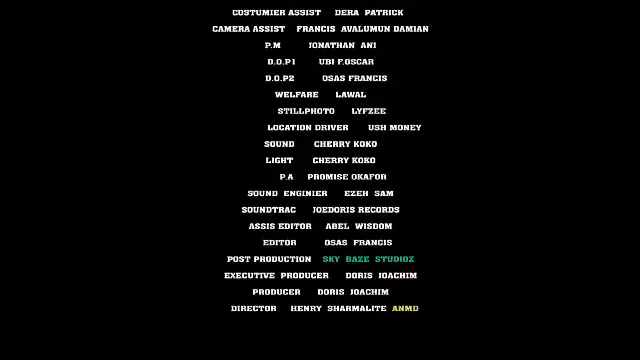 COSTUMIER ASSIST DERA PATRICK
CAMERA ASSIST FRANCIS AVALUMUN DAMIAN
P.M JONATHAN ANI
D.O.P1 UBI F.OSCAR
D.O.P2 OSAS FRANCIS
WELFARE LAWAL
STILLPHOTO LYFZEE
LOCATION DRIVER USH MONEY
SOUND CHERRY KOKO
LIGHT CHERRY KOKO
P.A PROMISE OKAFOR
SOUND ENGINIER EZEH SAM
SOUNDTRAC JOEDORIS RECORDS
ASSIS EDITOR ABEL WISDOM
EDITOR OSAS FRANCIS
POST PRODUCTION SKY BAZE STUDIOZ
EXECUTIVE PRODUCER DORIS JOACHIM
PRODUCER DORIS JOACHIM
DIRECTOR HENRY SHARMALITE ANMD